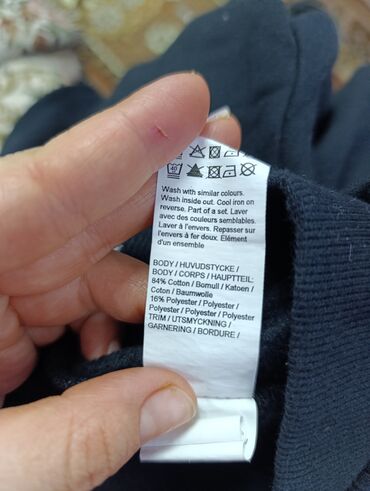 40
Wash with similar colours.
Wash inside out. Cool iron on
reverse. Part of a set. Laver
avec des couleurs semblables.
Laver à l'envers. Repasser sur
l'envers à fer doux. Elément
d'un ensemble
BODY / HUVUDSTYCKE /
BODY / CORPS / HAUPTTEIL:
84% Cotton / Bomull / Katoen /
Coton / Baumwolle
16% Polyester / Polyester /
Polyester / Polyester / Polyester
TRIM / UTSMYCKNING /
GARNERING / BORDURE /